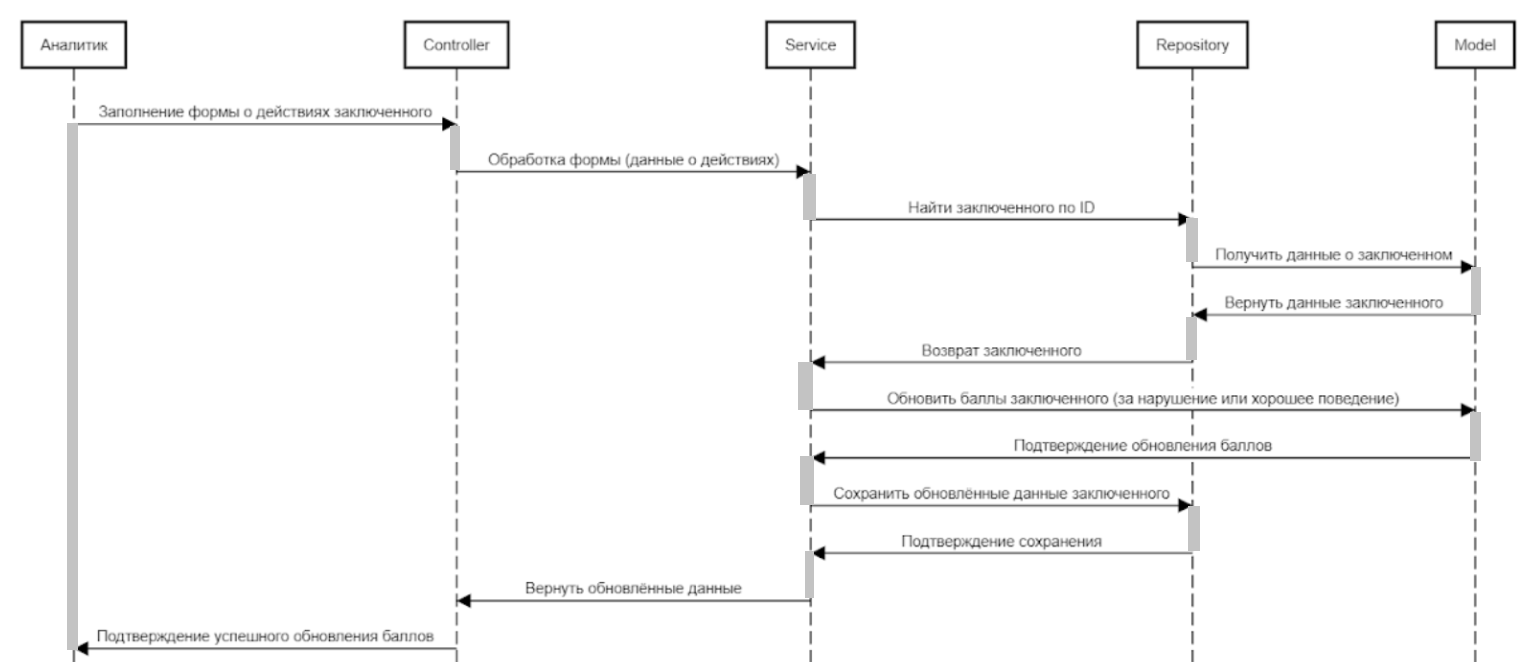 Аналитик
Controller
Service
Repository
Model
Заполнение формы о действиях заключенного
Обработка формы (данные о действиях)
Найти заключенного по ID
Получить данные о заключенном
Вернуть данные заключенного
Возврат заключенного
Обновить баллы заключенного (за нарушение или хорошее поведение)
Подтверждение обновления баллов
Сохранить обновлённые данные заключенного
Подтверждение сохранения
Вернуть обновлённые данные
Подтверждение успешного обновления баллов